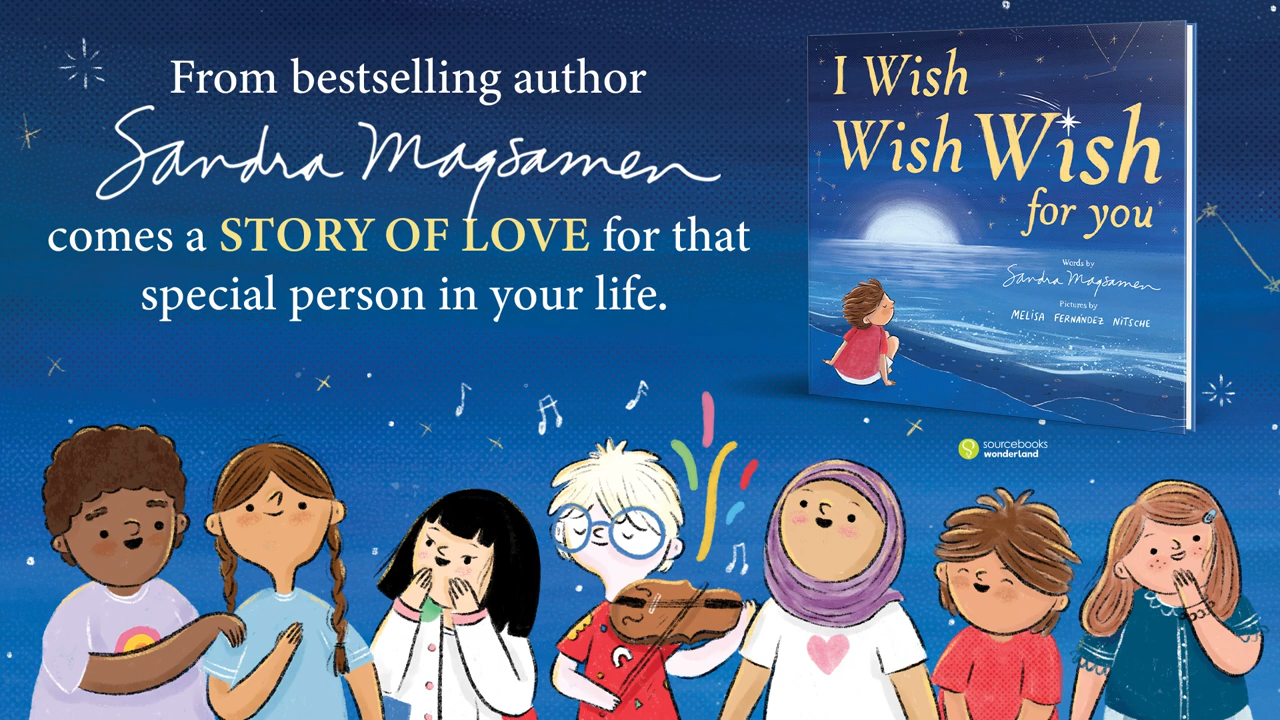 From bestselling author
Sandra Magsamen
comes a STORY OF LOVE for that
special person in your life.
I Wish
Wish Wish
for you
Words by
Sandra Magsamen
Pictures by
MELISA FERNÁNDEZ NITSCHE
sourcebooks
wonderland